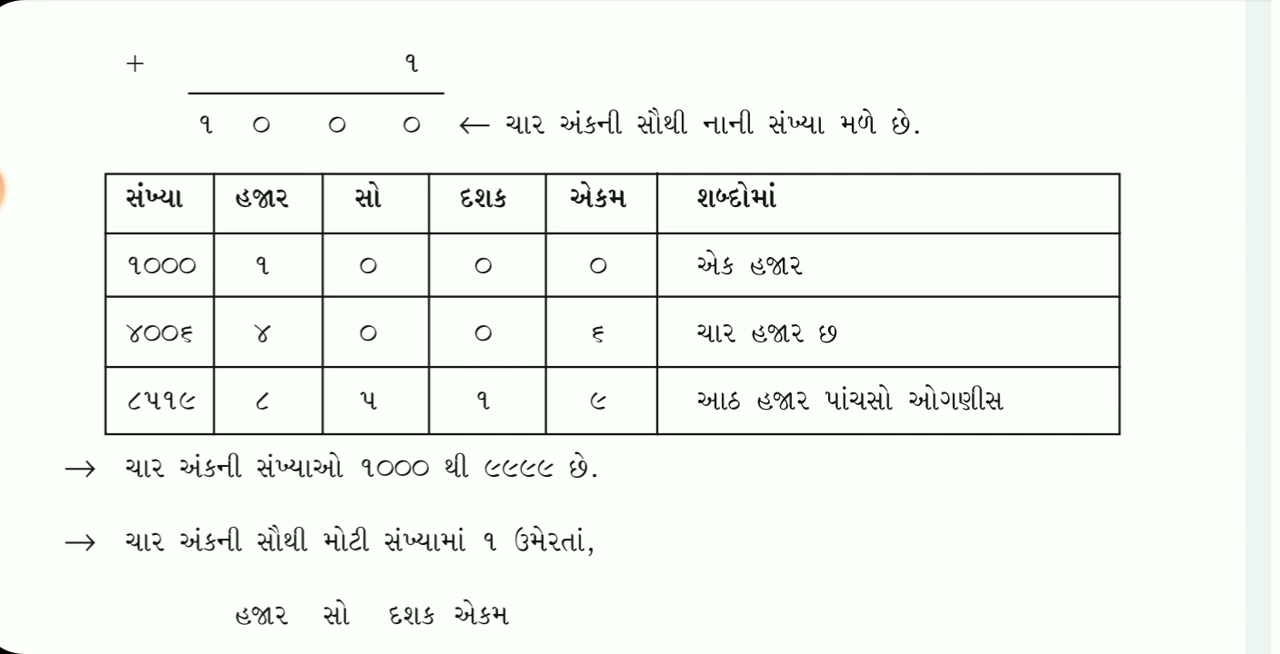 + ૧
૧ ૦ ૦ ૦ ← ચાર અંકની સૌથી નાની સંખ્યા મળે છે.
સંખ્યા હજાર સો દશક એકમ શબ્દોમાં
૧૦૦૦ ૧ ૦ ૦ ૦ એક હજાર
૪૦૦૬ ૪ ૦ ૦ ૬ ચાર હજાર છ
૮૫૧૯ ૮ ૫ ૧ ૯ આઠ હજાર પાંચસો ઓગણીસ
→ ચાર અંકની સંખ્યાઓ ૧૦૦૦ થી ૯૯૯૯ છે.
→ ચાર અંકની સૌથી મોટી સંખ્યામાં ૧ ઉમેરતાં,
હજાર સો દશક એકમ